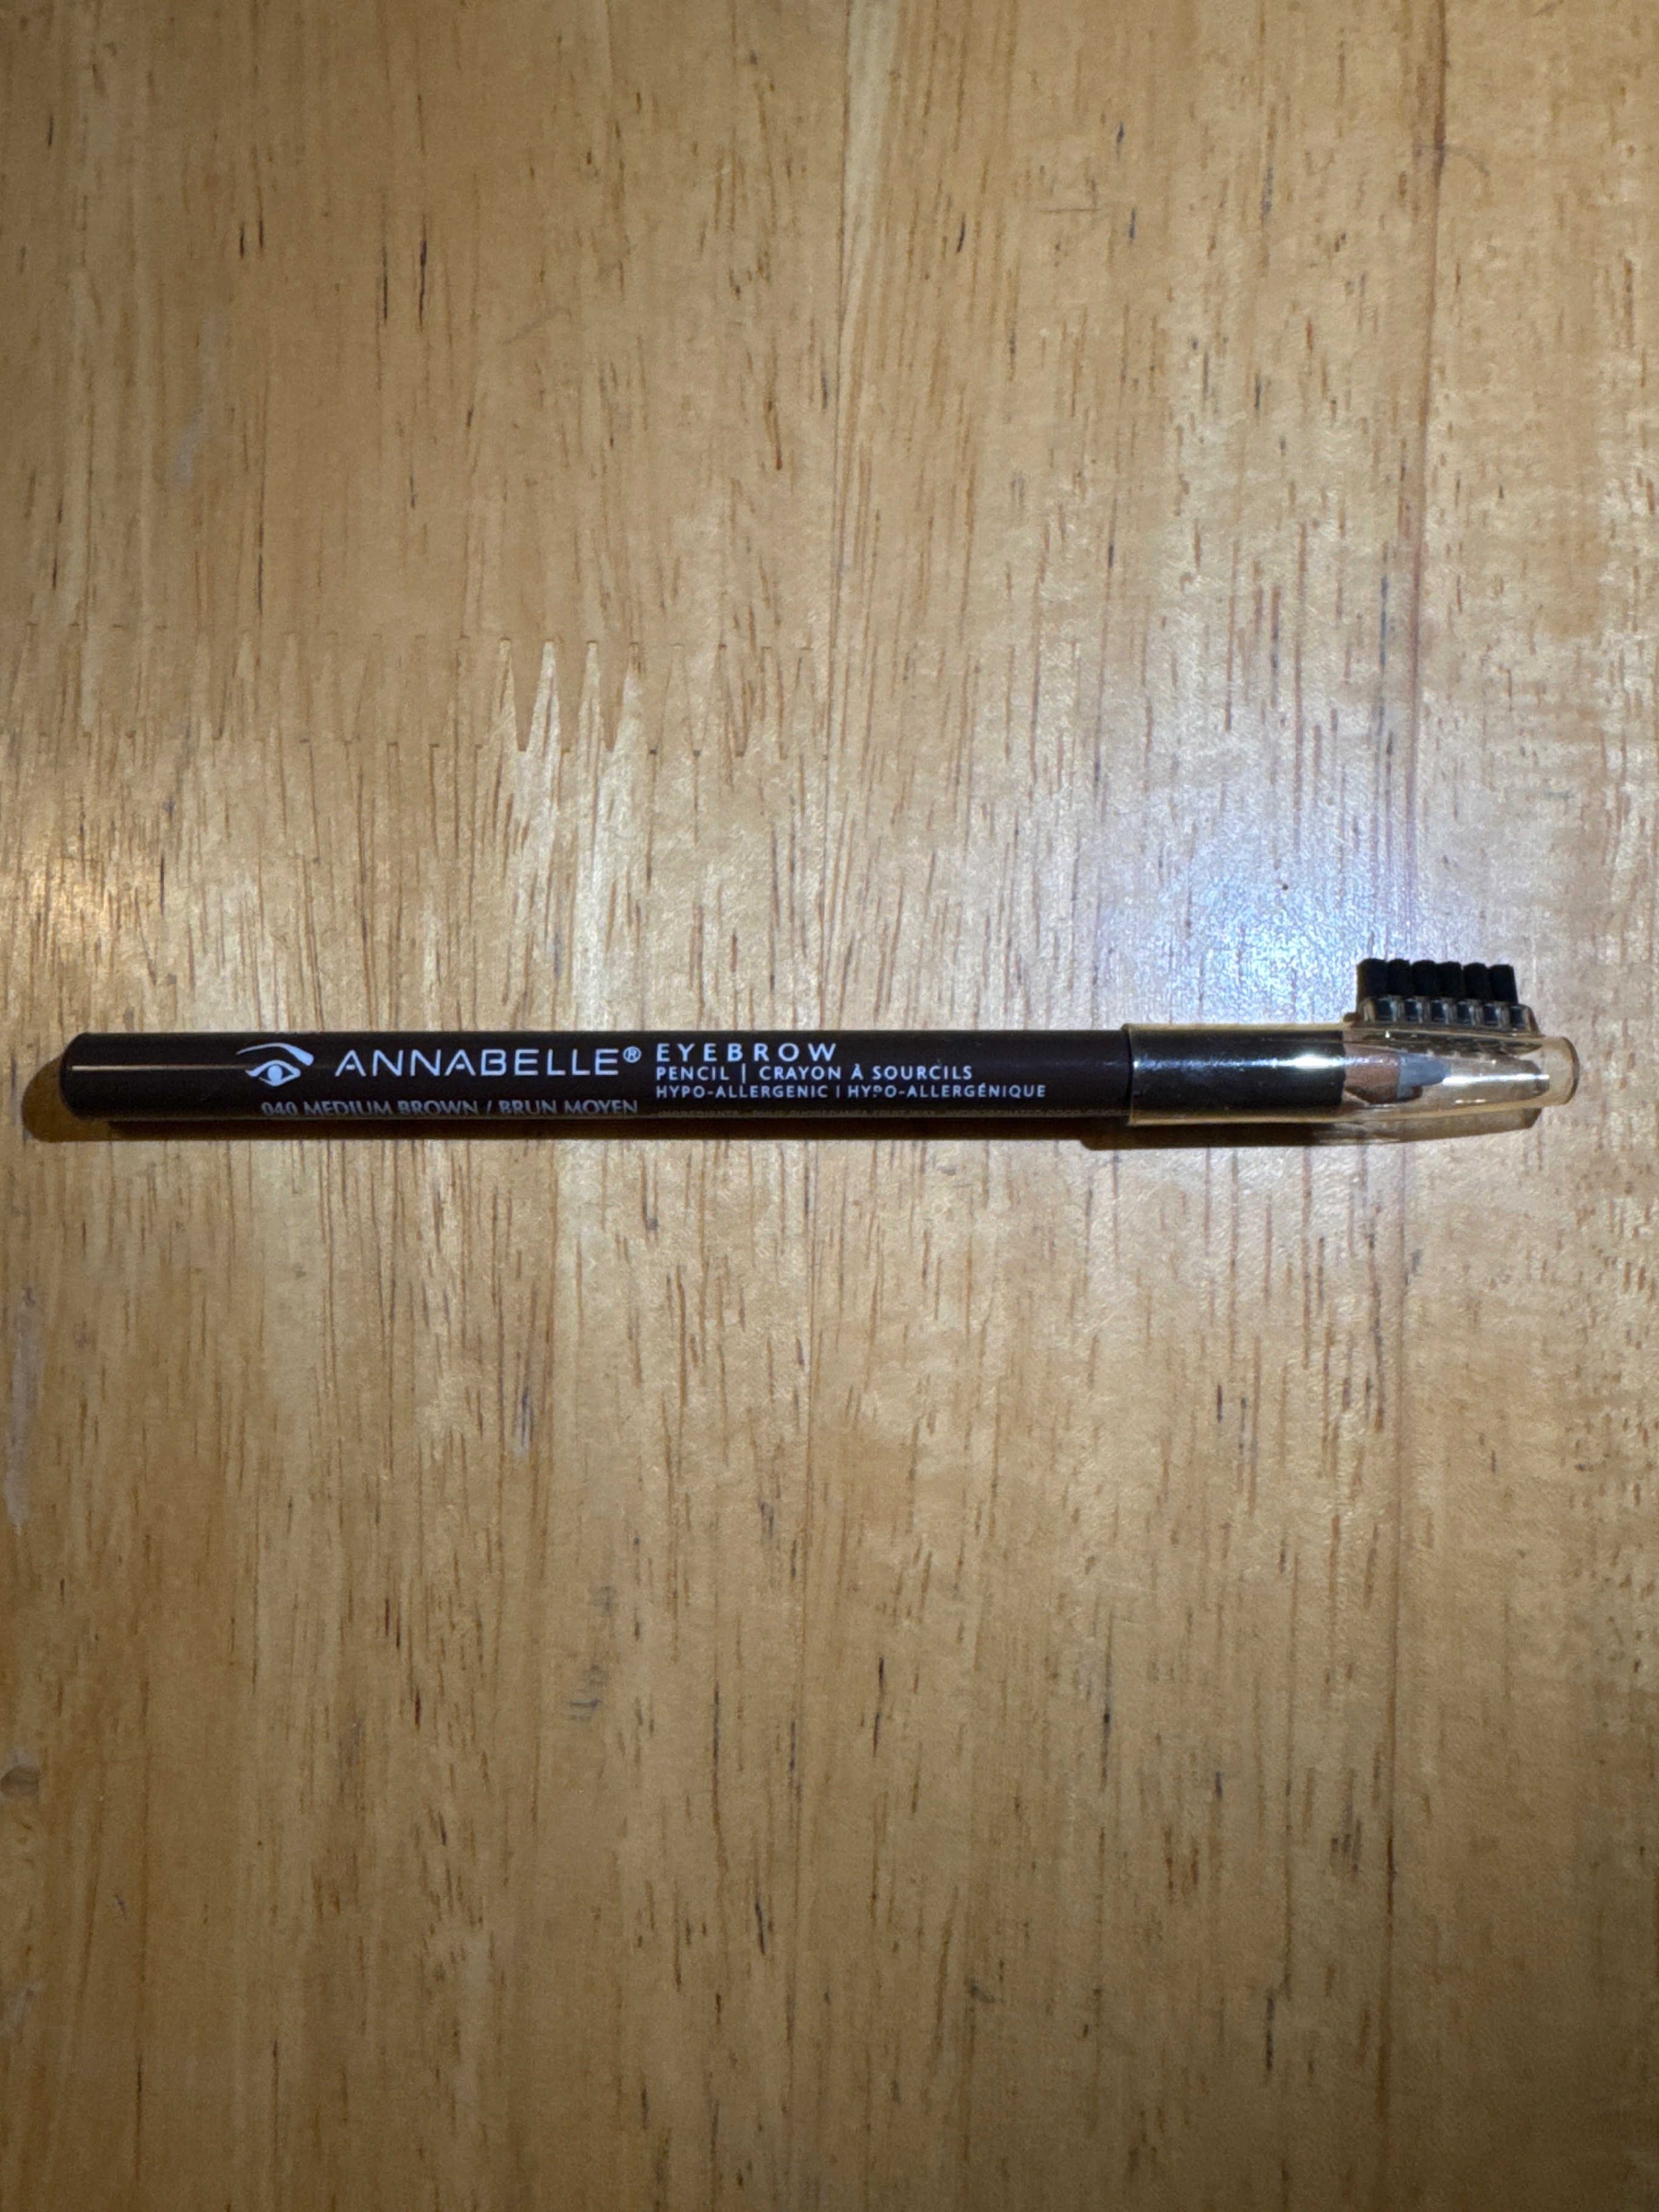 ANNABELLE®
EYEBROW
PENCIL | CRAYON À SOURCILS
HYPO-ALLERGENIC | HYPO-ALLERGÉNIQUE
040 MEDIUM BROWN / BRUN MOYEN